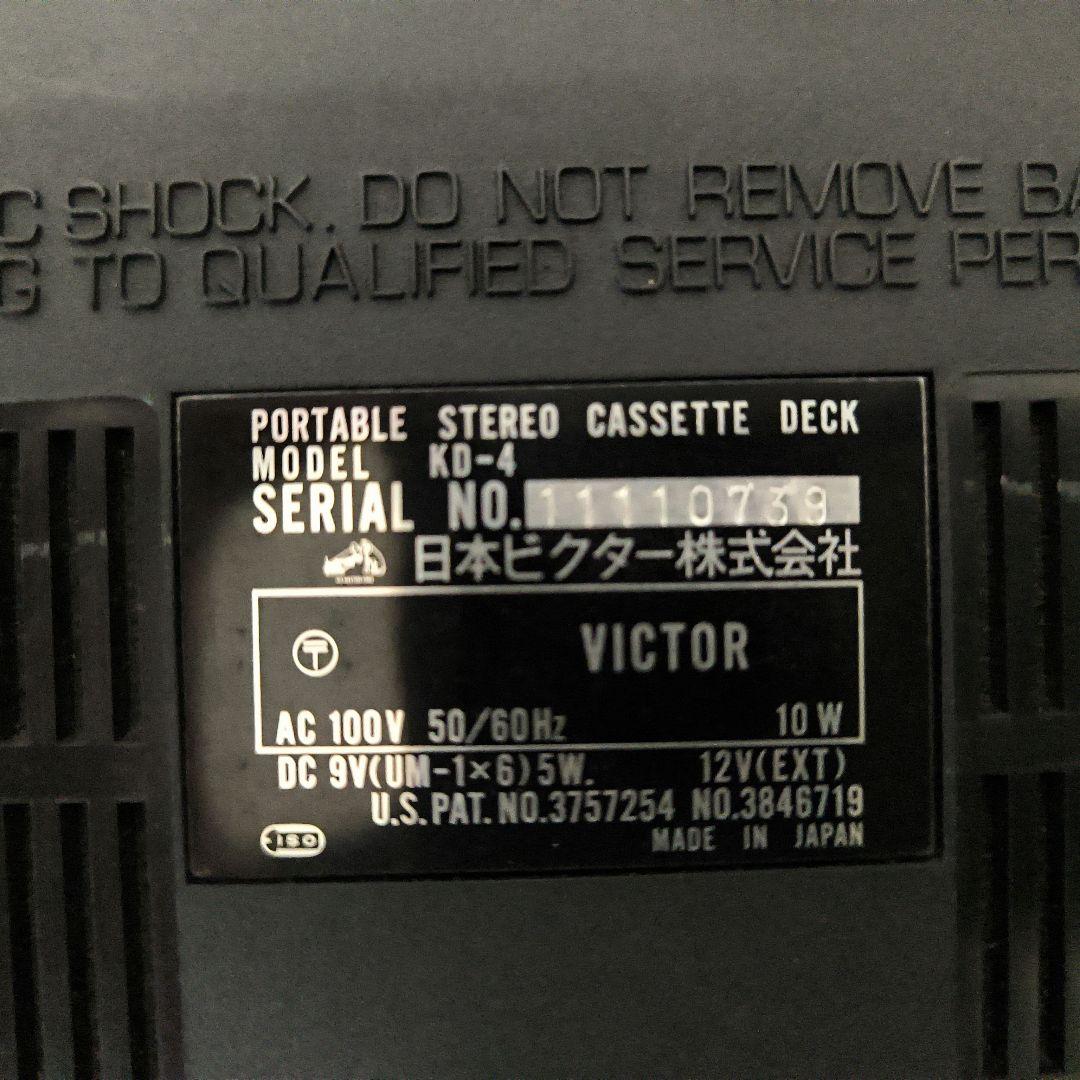 C SHOCK. DO NOT REMOVE BA
G TO QUALIFIED SERVICE PER
PORTABLE STEREO CASSETTE DECK
MODEL KD-4
SERIAL NO. 11110739
日本ビクター株式会社
〒 VICTOR
AC 100V 50/60Hz 10W
DC 9V(UM-1×6)5W. 12V(EXT)
U.S.PAT.NO.3757254 NO.3846719
MADE IN JAPAN